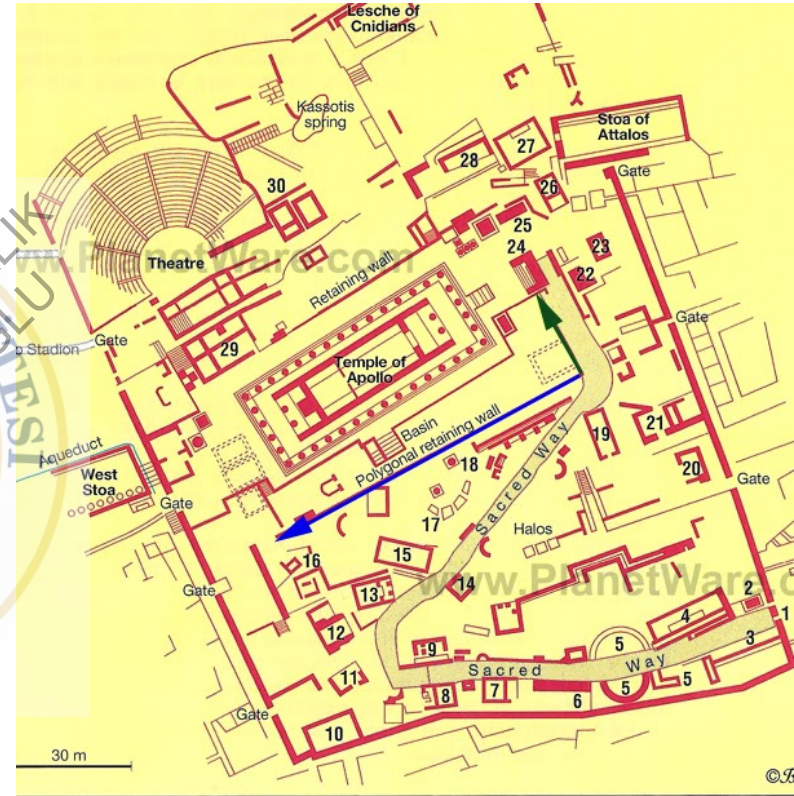 Lesche of
Cnidians
Kassotis
spring
Stoa of
Attalos
27
28
Gate
26
30
25
24
23
22
www.PlanetWare.com
Theatre
Retaining wall
Gate
Gate
Stadion
29
Temple of
Apollo
Basin
Polygonal retaining wall
Aqueduct
West
Stoa
18
19
21
20
Sacred Way
Gate
Gate
17
Halos
16
15
www.PlanetWare.c
14
13
Gate
12
2
1
4
3
5
9
Sacred Way
11
8
7
6
5
5
Gate
10
30 m
©